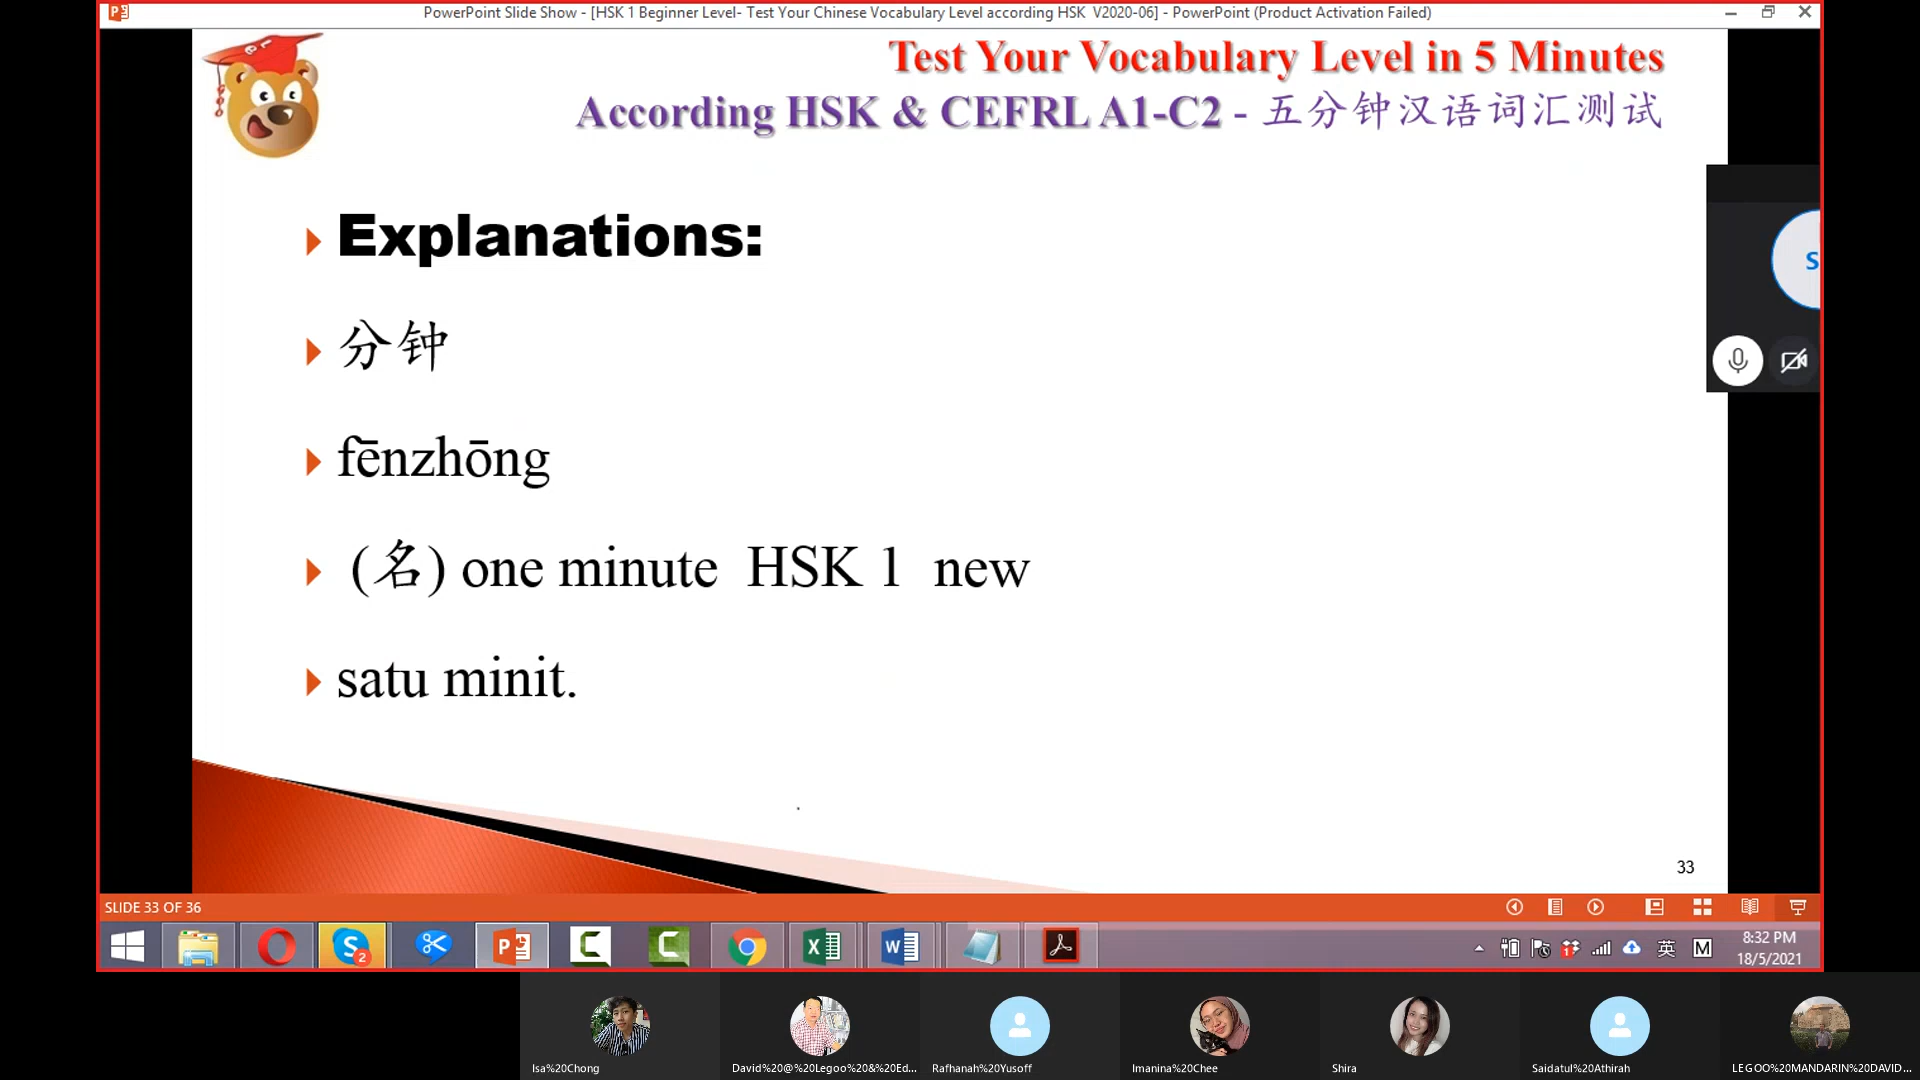 PowerPoint Slide Show - [HSK 1 Beginner Level- Test Your Chinese Vocabulary Level according HSK V2020-06] - PowerPoint (Product Activation Failed)
Test Your Vocabulary Level in 5 Minutes
According HSK & CEFRL A1-C2 - 五分钟汉语词汇测试
Explanations:
分钟
fēnzhōng
(名) one minute HSK 1 new
satu minit.
S
33
SLIDE 33 OF 36
2
英
M
8:32 PM
18/5/2021
Isa%20Chong
David%20@%20Legoo%20&%20Ed...
Rafhanah%20Yusoff
Imanina%20Chee
Shira
Saidatul%20Athirah
LEGOO%20MANDARIN%20DAVID...